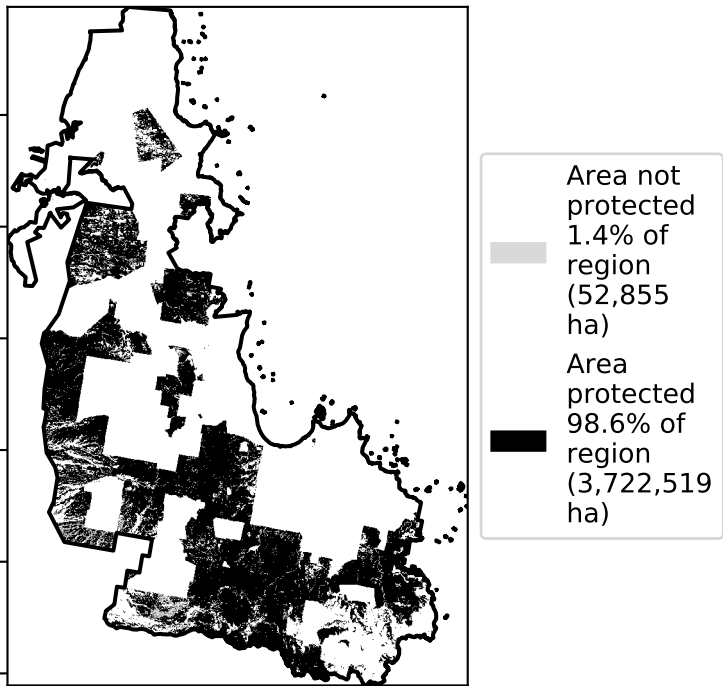 Area not
protected
1.4% of
region
(52,855
ha)
Area
protected
98.6% of
region
(3,722,519
ha)